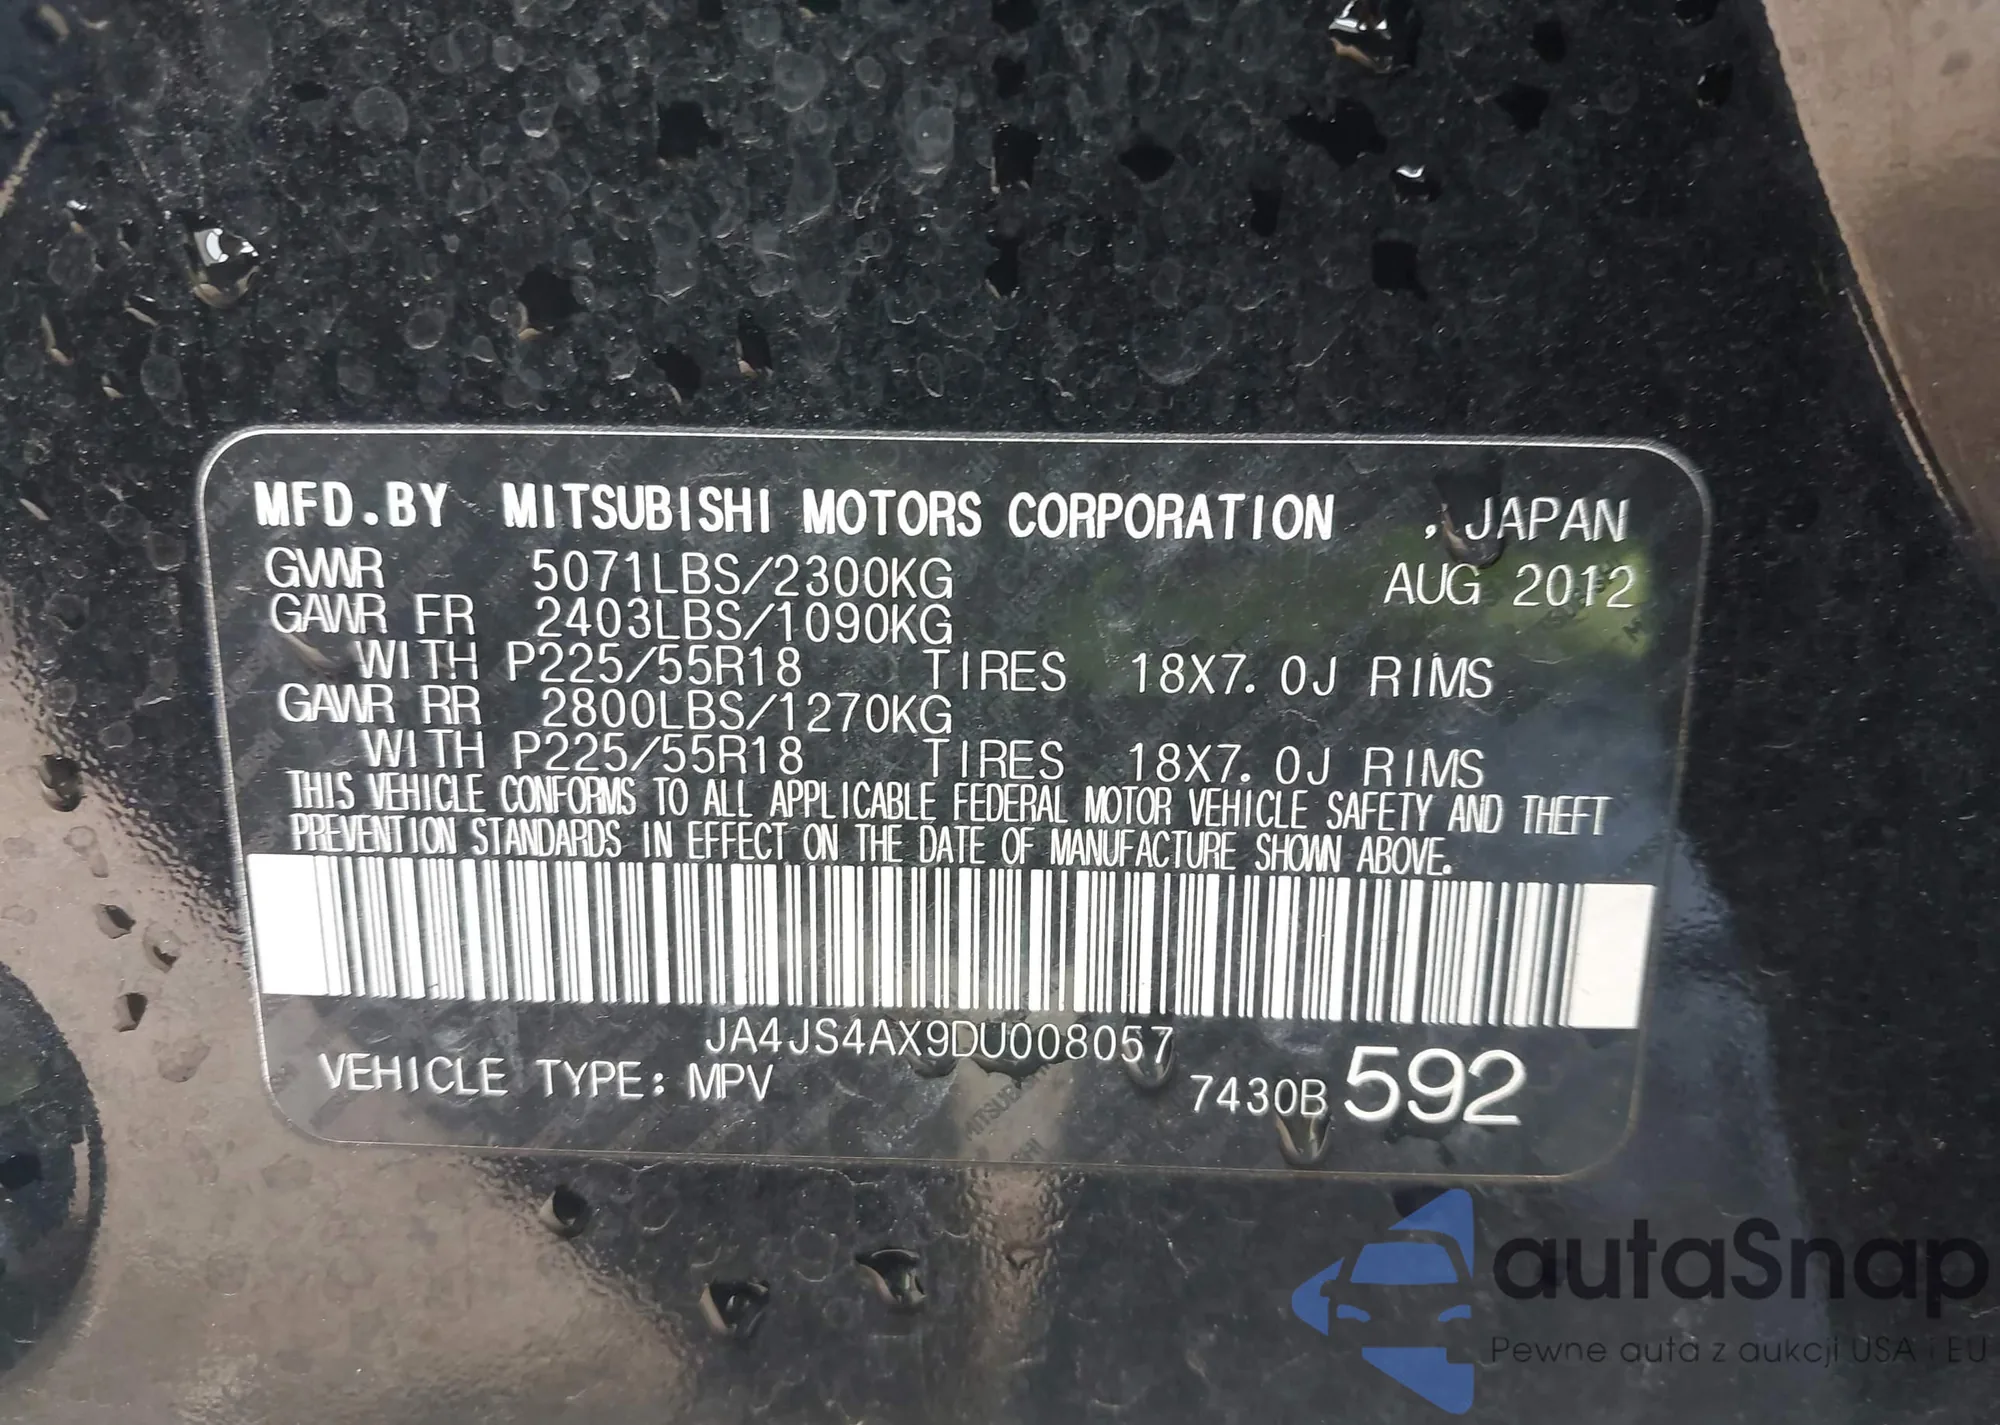 MFD.BY MITSUBISHI MOTORS CORPORATION , JAPAN
GVWR 5071LBS/2300KG AUG 2012
GAWR FR 2403LBS/1090KG
WITH P225/55R18 TIRES 18X7.0J RIMS
GAWR RR 2800LBS/1270KG
WITH P225/55R18 TIRES 18X7.0J RIMS
THIS VEHICLE CONFORMS TO ALL APPLICABLE FEDERAL MOTOR VEHICLE SAFETY AND THEFT
PREVENTION STANDARDS IN EFFECT ON THE DATE OF MANUFACTURE SHOWN ABOVE.
JA4JS4AX9DU008057
VEHICLE TYPE: MPV 7430B 592
autaSnap
Pewne auta z aukcji USA i EU